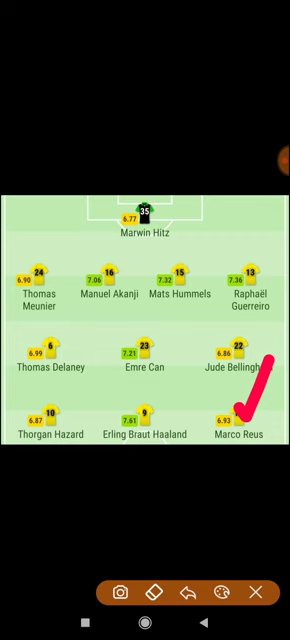 35
6.77
Marwin Hitz
24 16 15 13
6.90 7.06 7.32 7.36
Thomas Meunier
Manuel Akanji
Mats Hummels
Raphaël Guerreiro
6 23 22
6.99 7.21 6.86
Thomas Delaney
Emre Can
Jude Bellingham
10 9
6.87 7.61 6.93
Thorgan Hazard
Erling Braut Haaland
Marco Reus